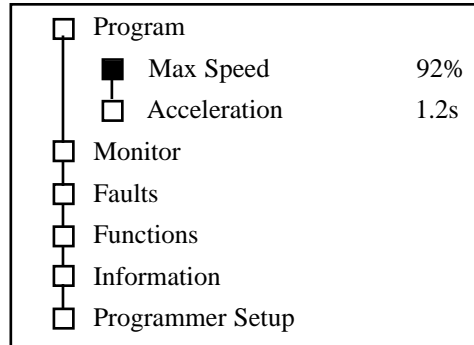 Program
Max Speed 92%
Acceleration 1.2s
Monitor
Faults
Functions
Information
Programmer Setup